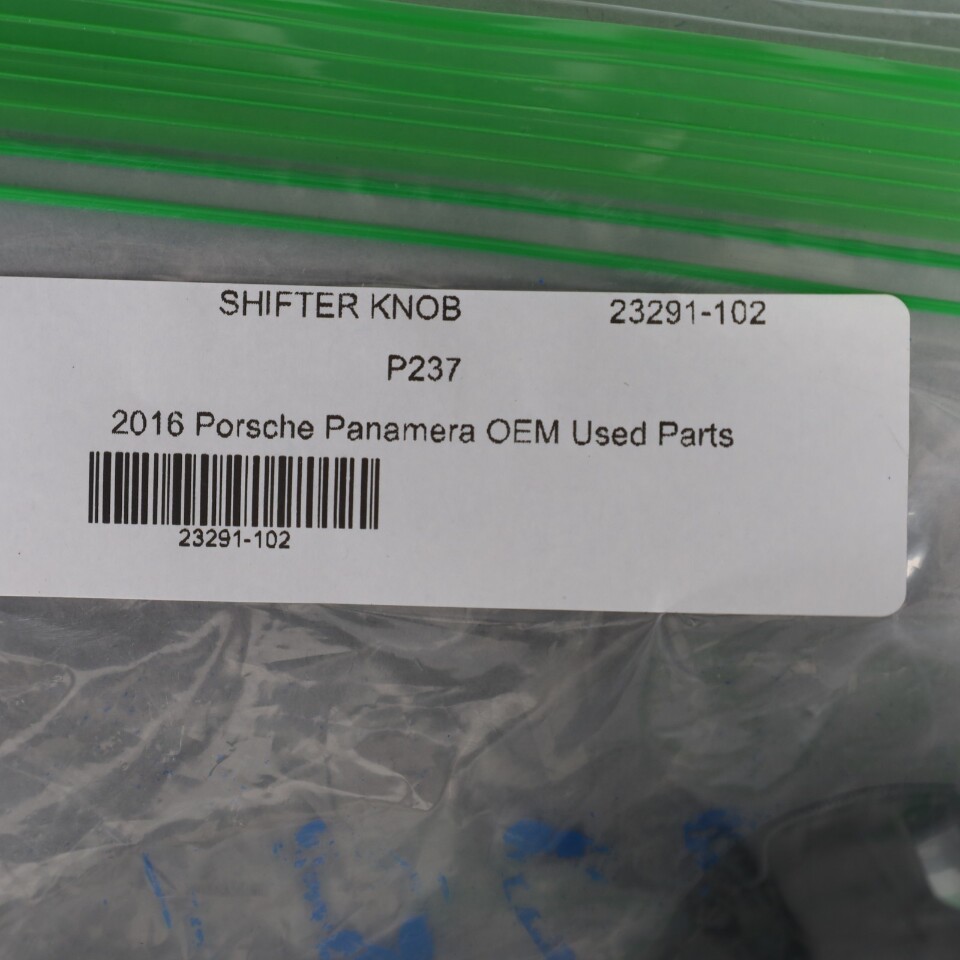 SHIFTER KNOB 23291-102
P237
2016 Porsche Panamera OEM Used Parts
23291-102